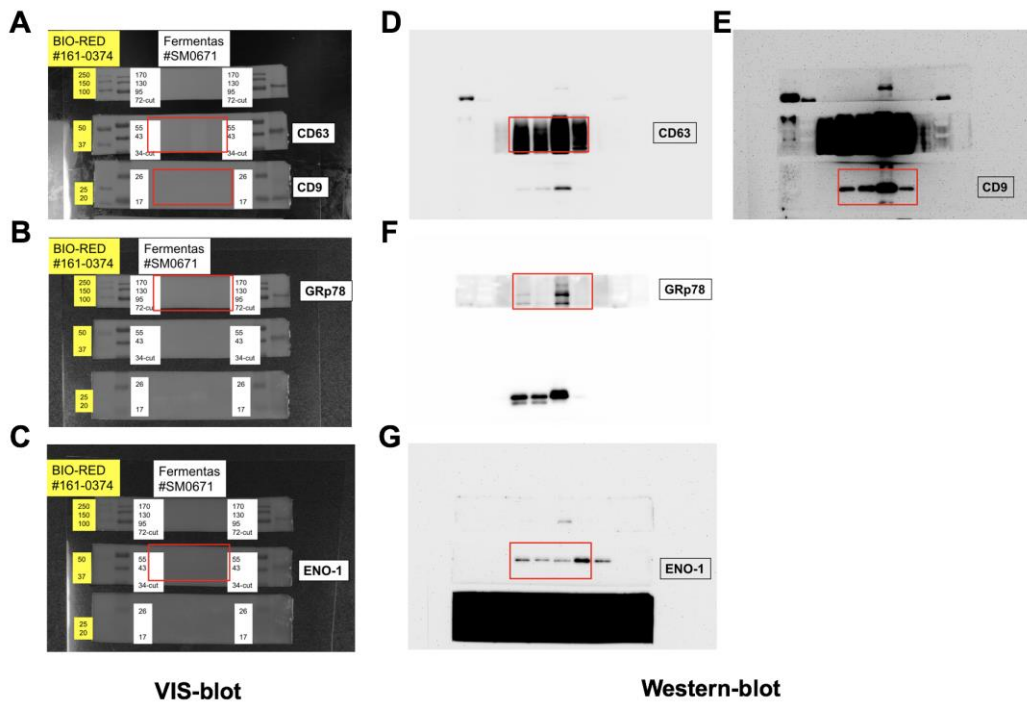 A
BIO-RED
#161-0374
Fermentas
#SM0671
250
150
100
170
130
95
72-cut
170
130
95
72-cut
50
37
55
43
34-cut
55
43
34-cut
CD63
25
20
26
17
26
17
CD9
D
CD63
E
CD9
B
BIO-RED
#161-0374
Fermentas
#SM0671
250
150
100
170
130
95
72-cut
170
130
95
72-cut
GRp78
50
37
55
43
34-cut
55
43
34-cut
25
20
26
17
26
17
F
GRp78
C
BIO-RED
#161-0374
Fermentas
#SM0671
250
150
100
170
130
95
72-cut
170
130
95
72-cut
50
37
55
43
34-cut
55
43
34-cut
ENO-1
25
20
26
17
26
17
G
ENO-1
VIS-blot
Western-blot